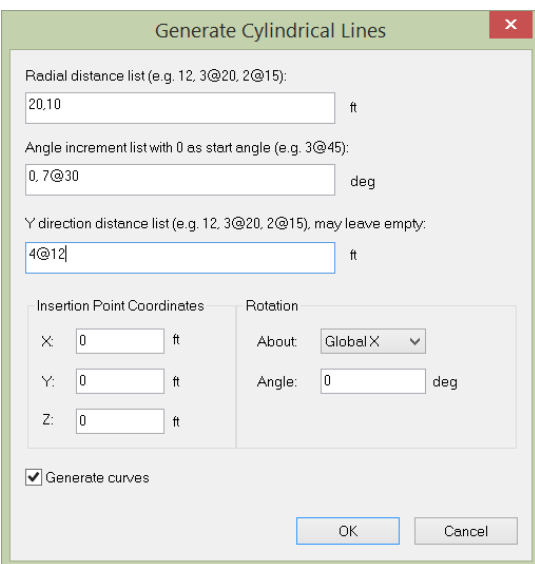 Generate Cylindrical Lines
Radial distance list (e.g. 12, 3@20, 2@15):
20,10
ft
Angle increment list with 0 as start angle (e.g. 3@45):
0, 7@30
deg
Y direction distance list (e.g. 12, 3@20, 2@15), may leave empty:
4@12
ft
Insertion Point Coordinates
X: 0 ft
Y: 0 ft
Z: 0 ft
Rotation
About: Global X
Angle: 0 deg
Generate curves
OK
Cancel